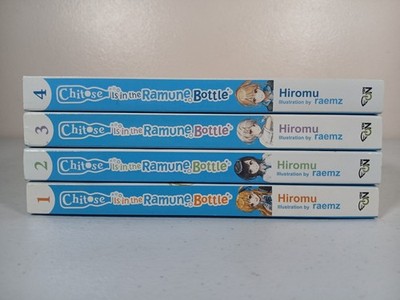 4 Chitose Is in the Ramune Bottle Hiromu
Illustration by raemz
3 Chitose Is in the Ramune Bottle Hiromu
Illustration by raemz
2 Chitose Is in the Ramune Bottle Hiromu
Illustration by raemz
1 Chitose Is in the Ramune Bottle Hiromu
Illustration by raemz